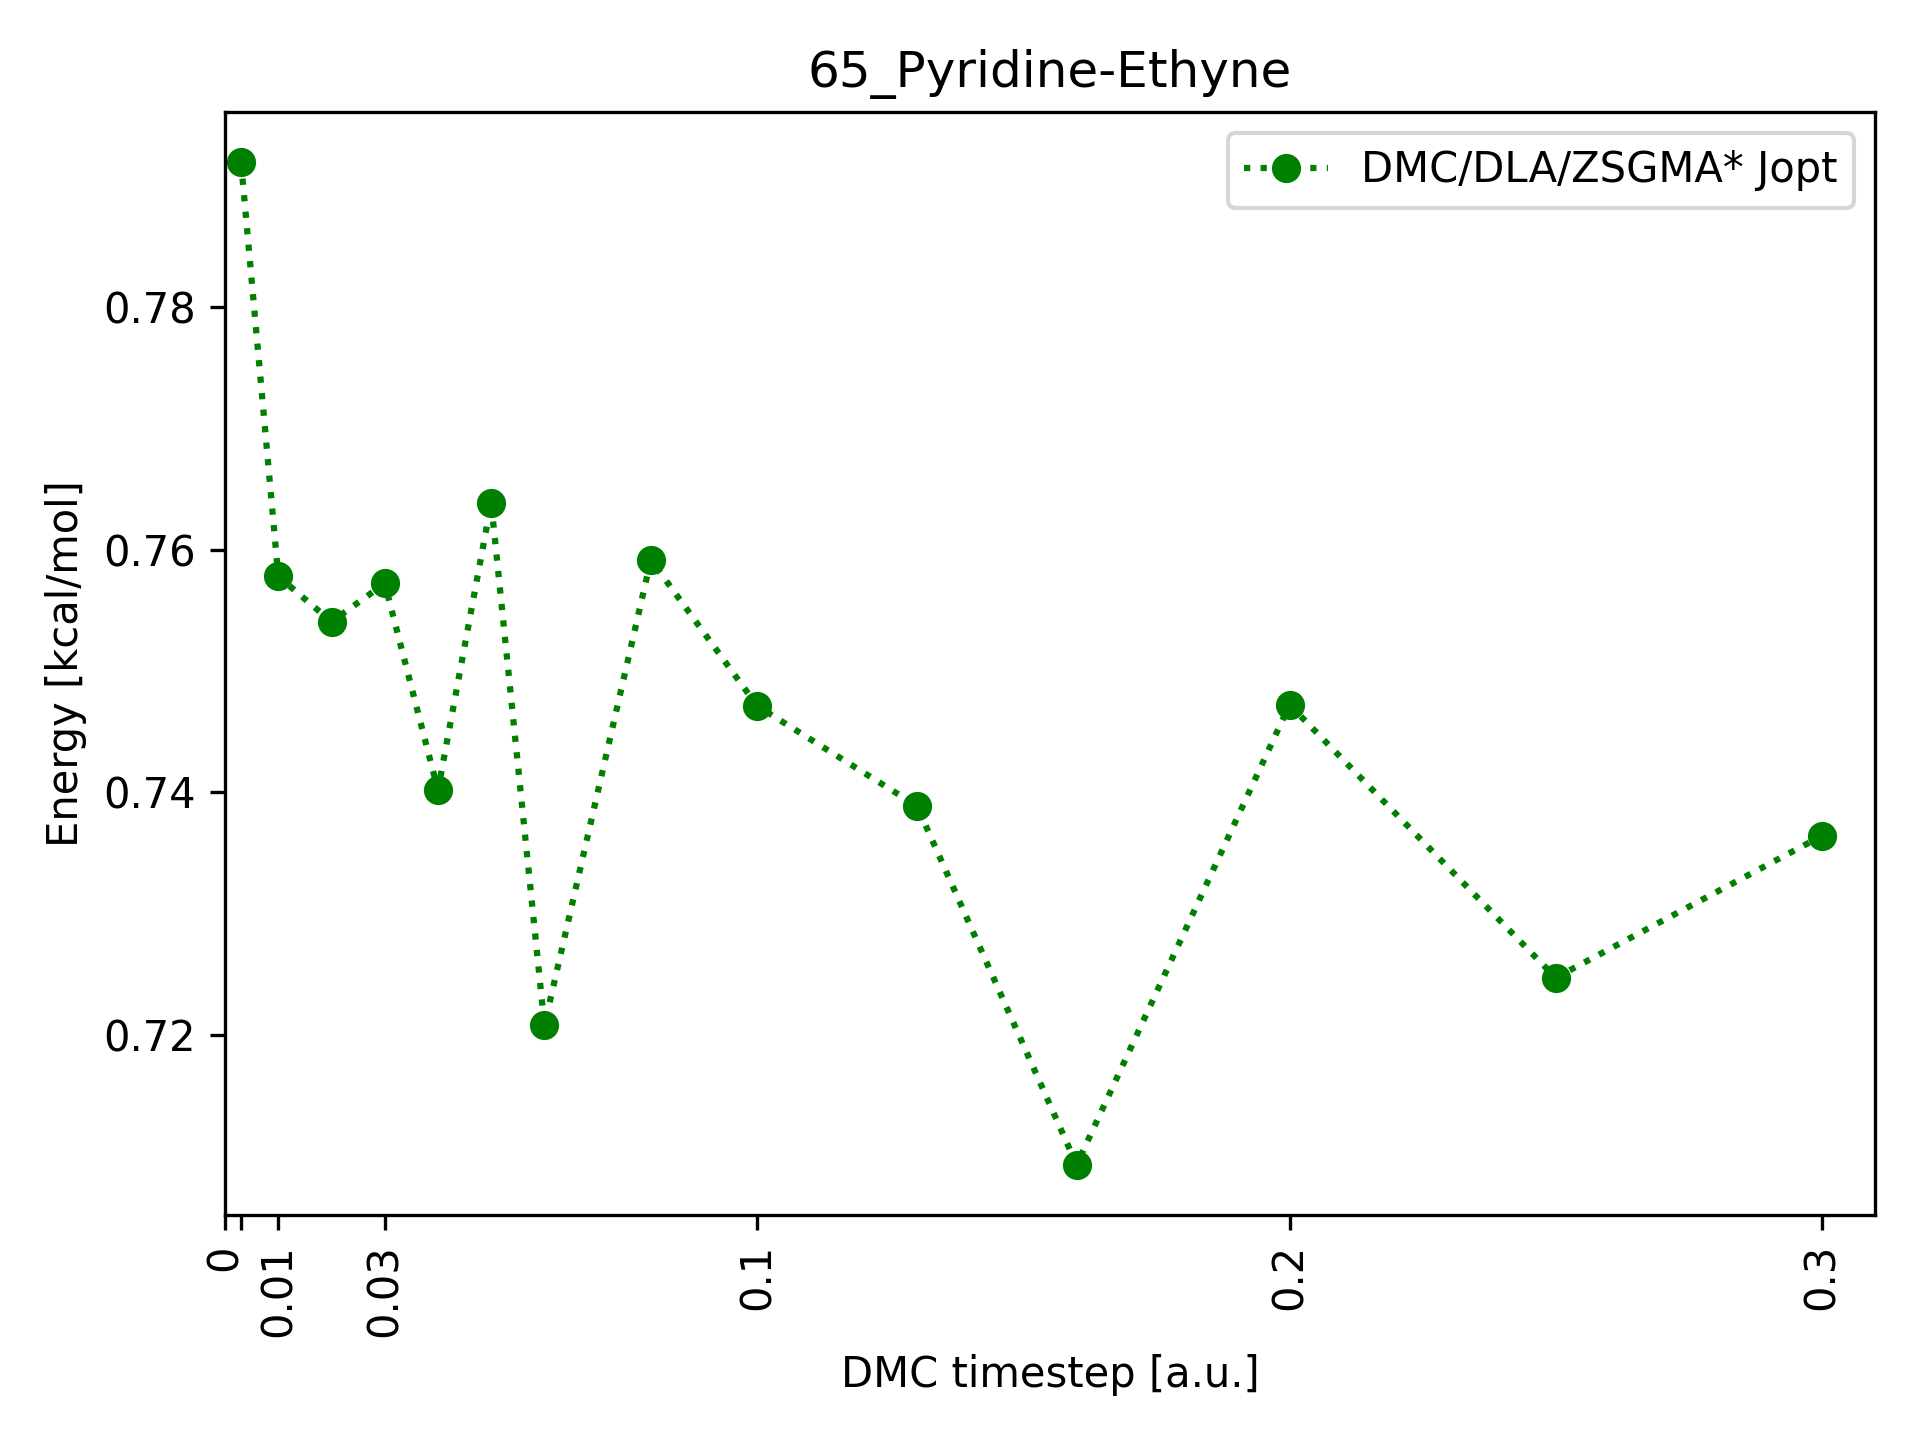 65_Pyridine-Ethyne
DMC/DLA/ZSGMA* Jopt
0.78
0.76
0.74
0.72
Energy [kcal/mol]
0
0.01
0.03
0.1
0.2
0.3
DMC timestep [a.u.]